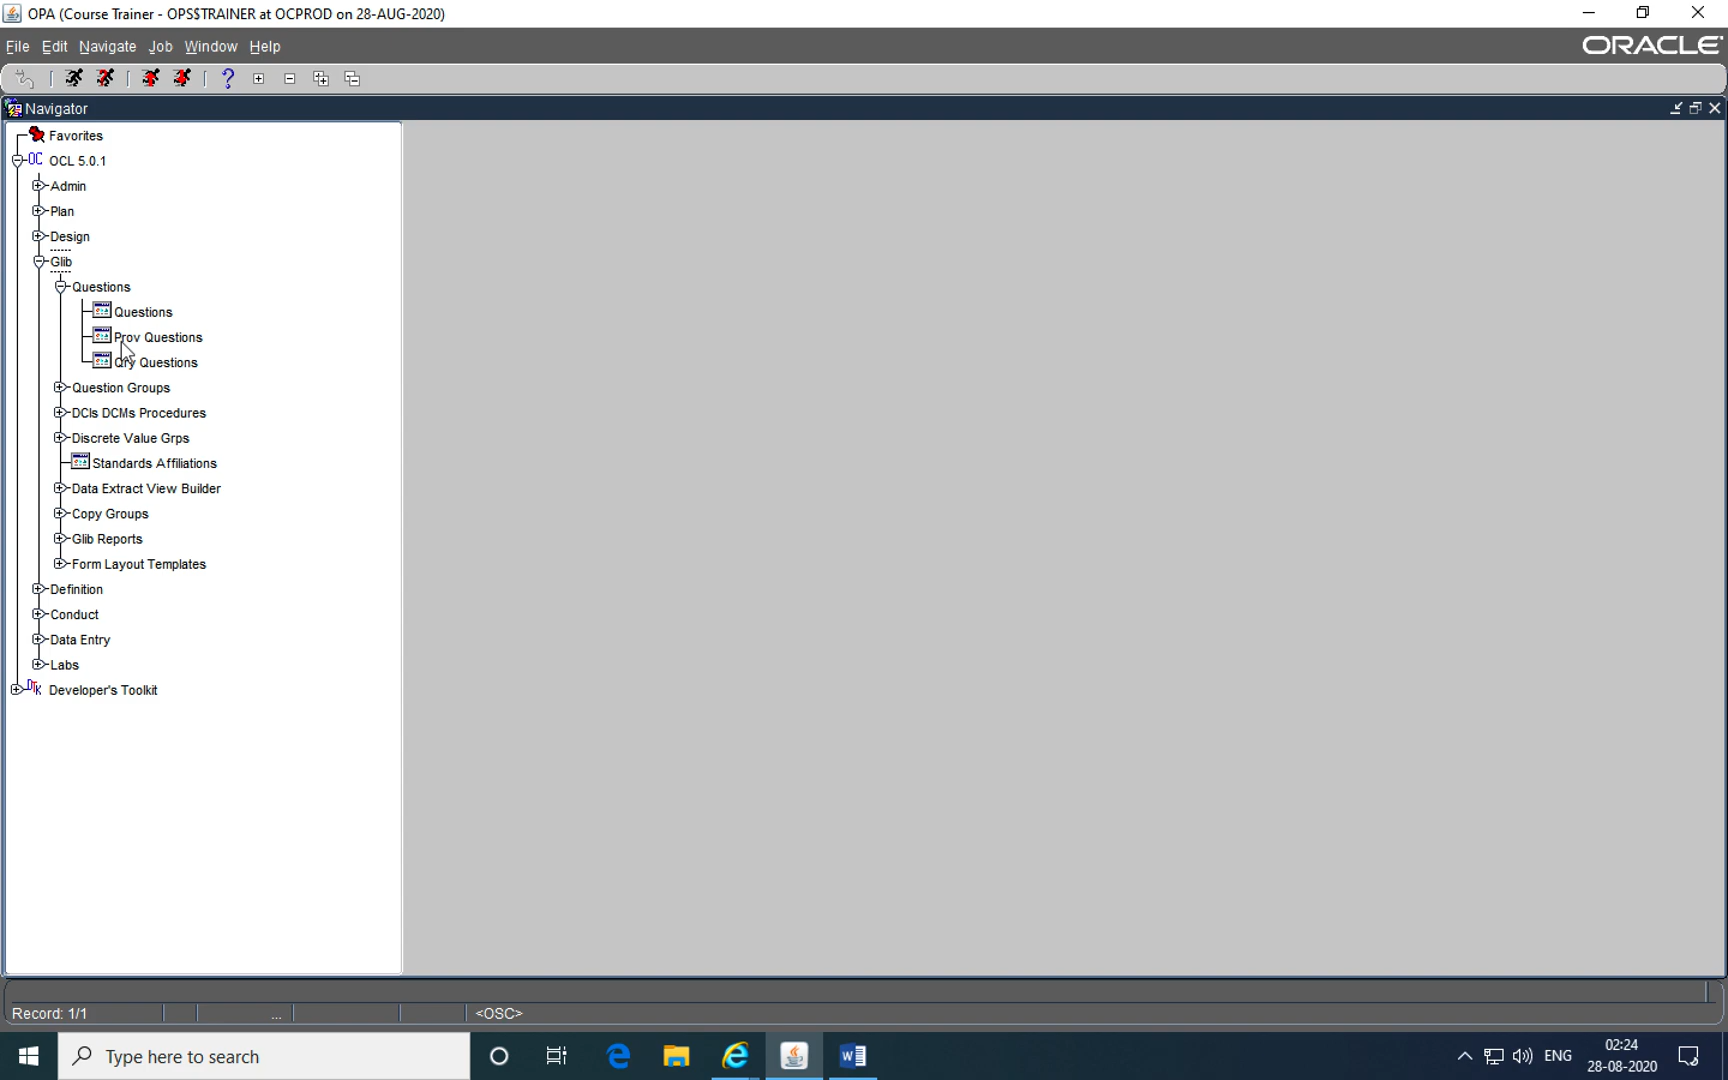 OPA (Course Trainer - OPS$TRAINER at OCPROD on 28-AUG-2020)
File Edit Navigate Job Window Help
ORACLE
Navigator
Favorites
OC OCL 5.0.1
Admin
Plan
Design
Glib
Questions
Questions
Prov Questions
Qry Questions
Question Groups
DCIs DCMs Procedures
Discrete Value Grps
Standards Affiliations
Data Extract View Builder
Copy Groups
Glib Reports
Form Layout Templates
Definition
Conduct
Data Entry
Labs
DTK Developer's Toolkit
Record: 1/1 ... <OSC>
Type here to search
ENG
02:24
28-08-2020